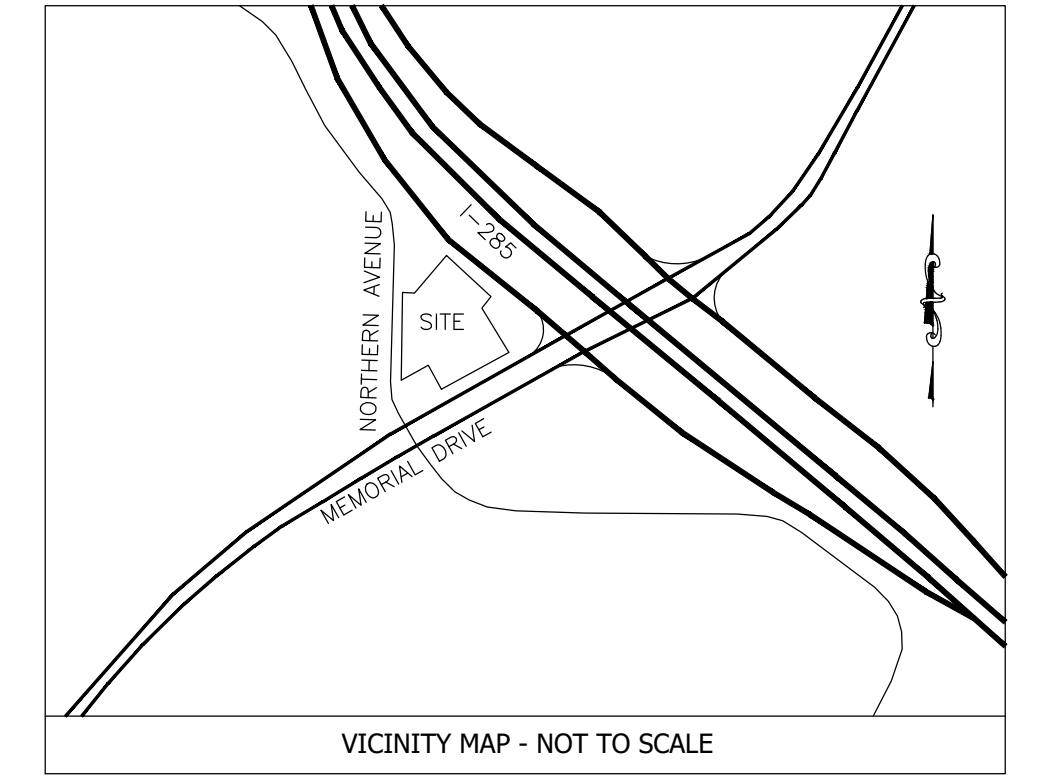 I-285
NORTHERN AVENUE
SITE
MEMORIAL DRIVE
VICINITY MAP - NOT TO SCALE